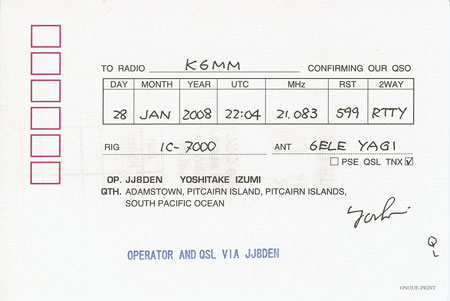 TO RADIO K6MM CONFIRMING OUR QSO
DAY MONTH YEAR UTC MHz RST 2WAY
28 JAN 2008 22:04 21.083 599 RTTY
RIG IC-7000 ANT 6ELE YAGI
PSE QSL TNX
OP. JJ8DEN YOSHITAKE IZUMI
QTH. ADAMSTOWN, PITCAIRN ISLAND, PITCAIRN ISLANDS,
SOUTH PACIFIC OCEAN
OPERATOR AND QSL VIA JJ8DEN
ONOUE-PRINT